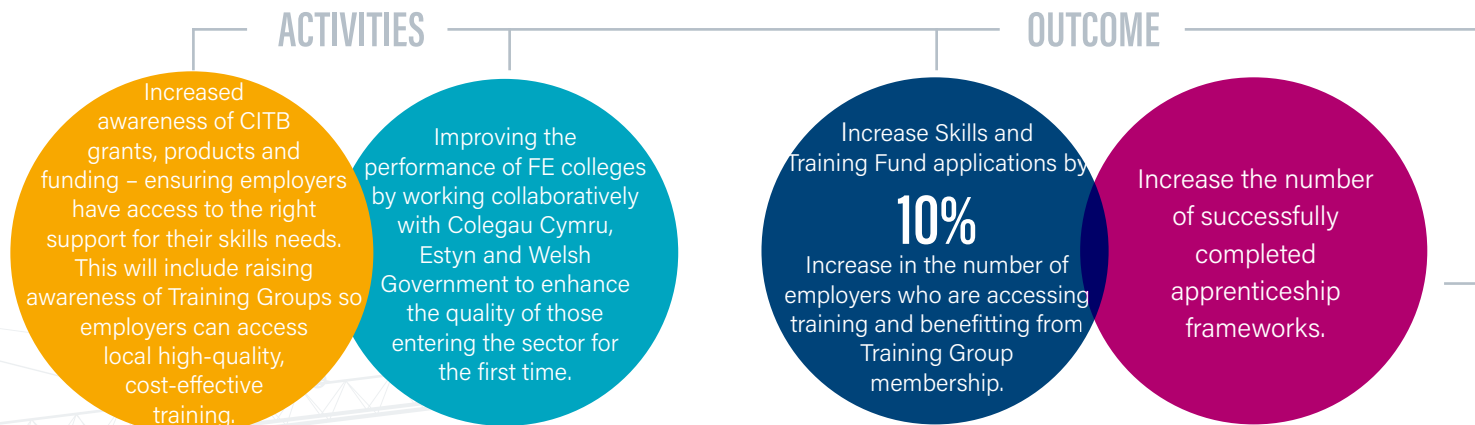 ACTIVITIES
OUTCOME
Increased
awareness of CITB
grants, products and
funding – ensuring employers
have access to the right
support for their skills needs.
This will include raising
awareness of Training Groups so
employers can access
local high-quality,
cost-effective
training.
Improving the
performance of FE colleges
by working collaboratively
with Colegau Cymru,
Estyn and Welsh
Government to enhance
the quality of those
entering the sector for
the first time.
Increase Skills and
Training Fund applications by
10%
Increase in the number of
employers who are accessing
training and benefitting from
Training Group
membership.
Increase the number
of successfully
completed
apprenticeship
frameworks.